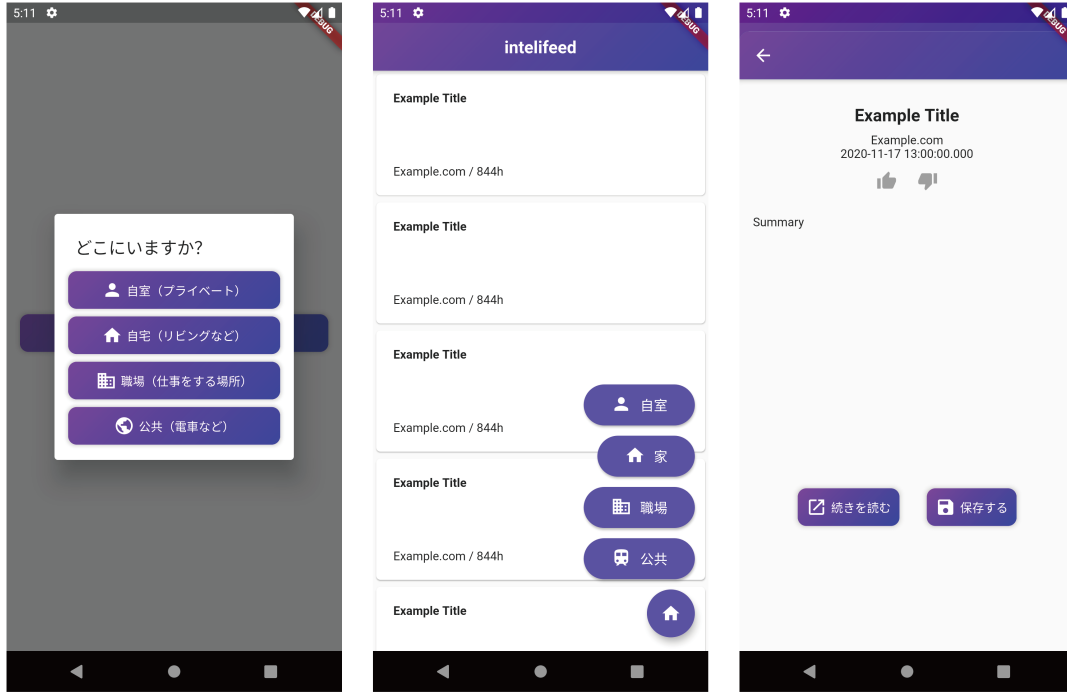 5:11
DEBUG
どこにいますか?
自室（プライベート）
自宅（リビングなど）
職場（仕事をする場所）
公共（電車など）
5:11
DEBUG
intelifeed
Example Title
Example.com / 844h
Example Title
Example.com / 844h
Example Title
自室
Example.com / 844h
家
Example Title
職場
Example.com / 844h
公共
Example Title
5:11
DEBUG
Example Title
Example.com
2020-11-17 13:00:00.000
Summary
続きを読む
保存する